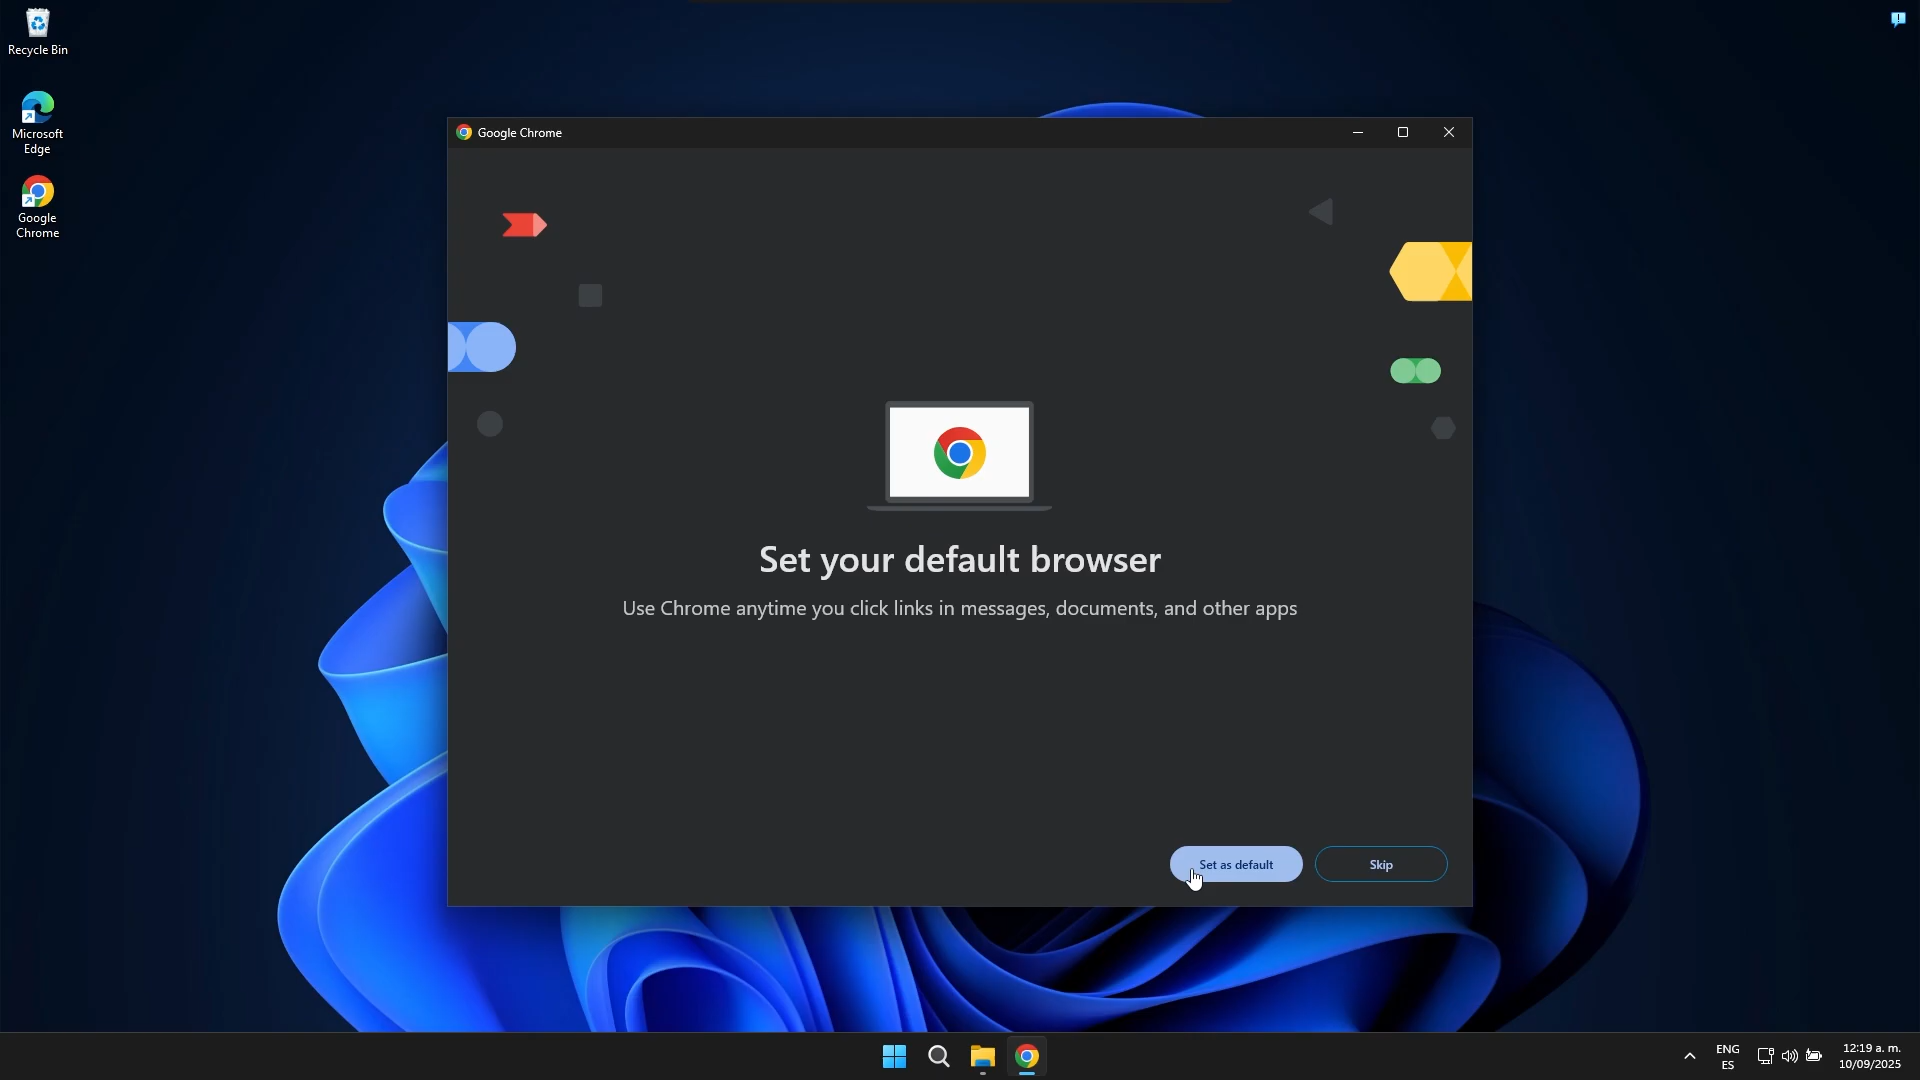 Recycle Bin
Microsoft
Edge
Google
Chrome
Google Chrome
Set your default browser
Use Chrome anytime you click links in messages, documents, and other apps
Set as default
Skip
ENG
ES
12:19 a. m.
10/09/2025